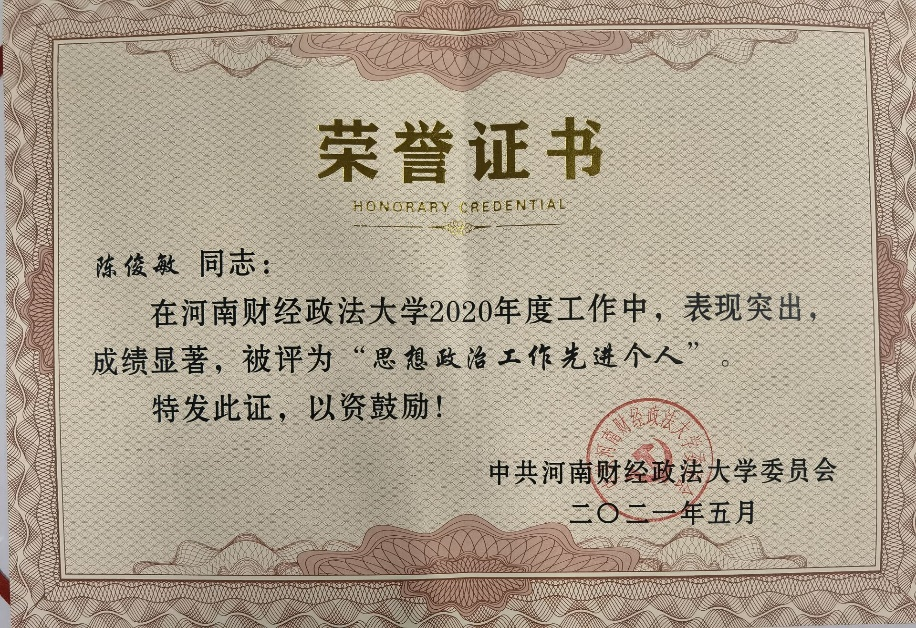 荣誉证书
HONORARY CREDENTIAL
陈俊敏 同志：
在河南财经政法大学2020年度工作中，表现突出，
成绩显著，被评为“思想政治工作先进个人”。
特发此证，以资鼓励！
中共河南财经政法大学委员会
二〇二一年五月